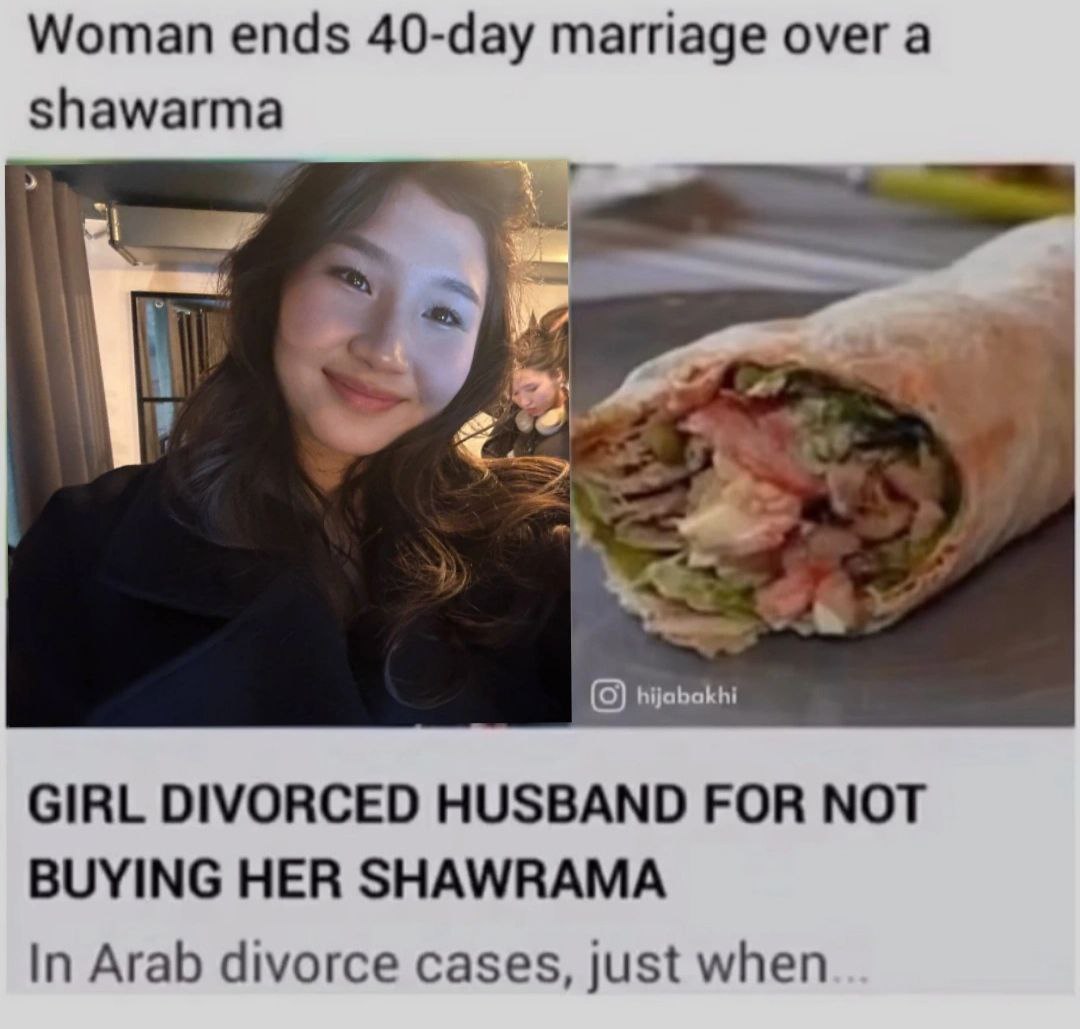 Woman ends 40-day marriage over a
shawarma
hijabakhi
GIRL DIVORCED HUSBAND FOR NOT
BUYING HER SHAWRAMA
In Arab divorce cases, just when...